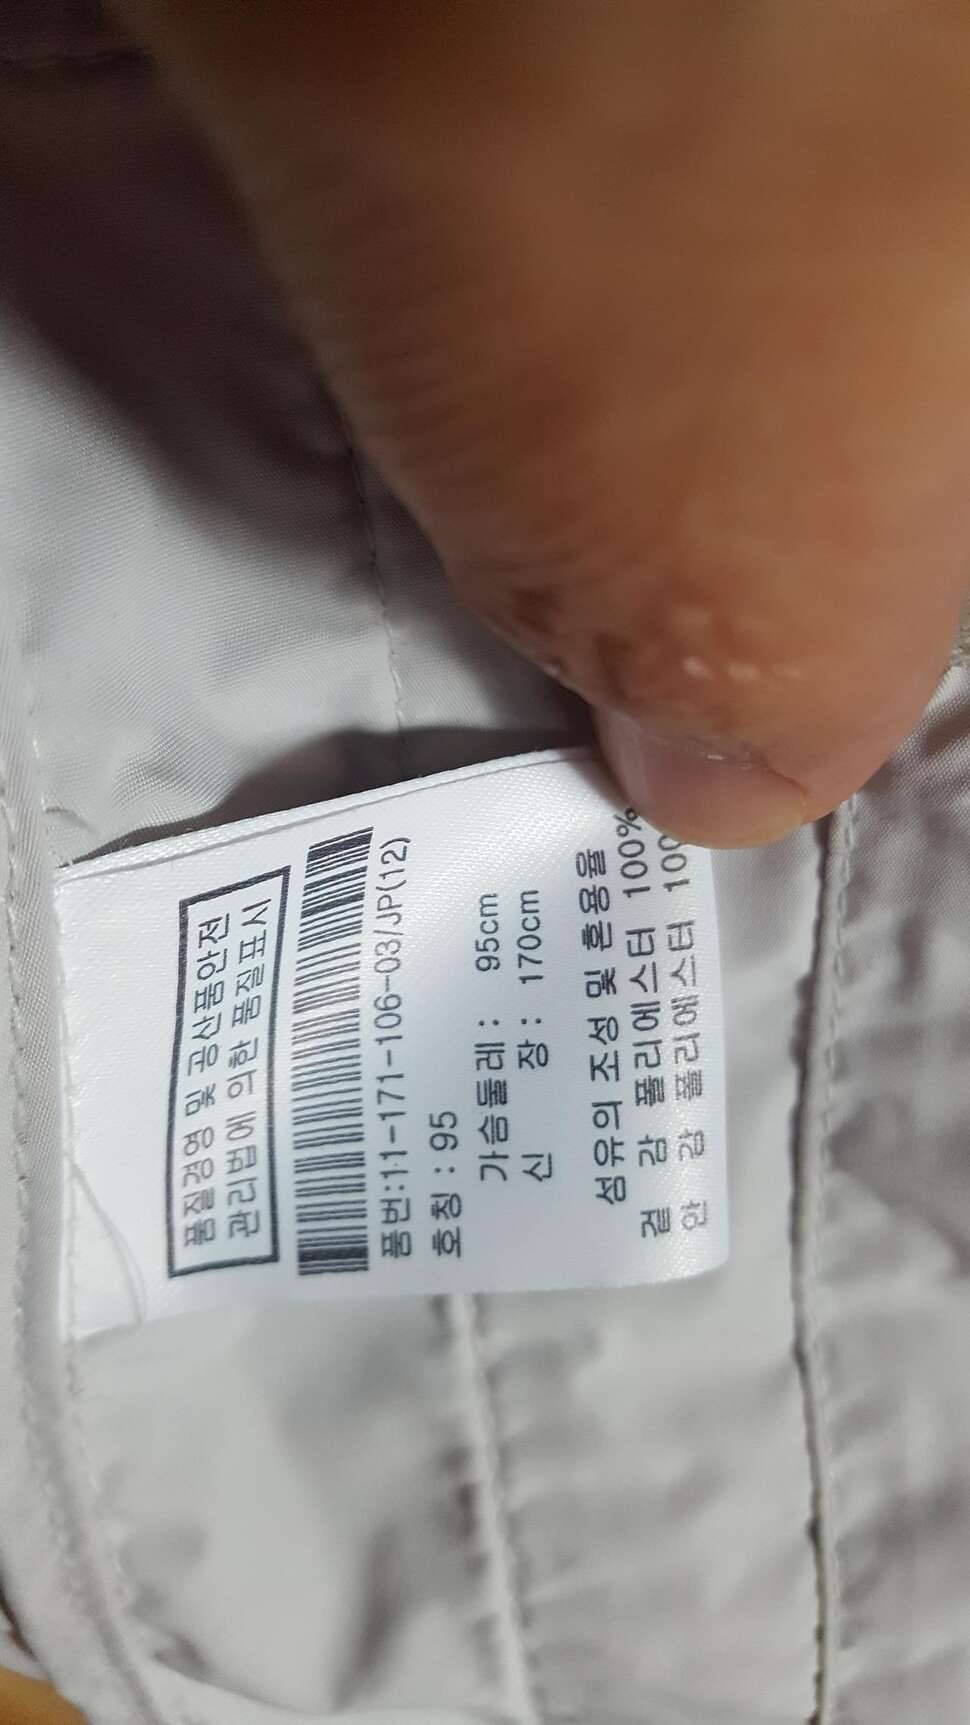 품질경영 및 공산품안전
관리법에 의한 품질표시
품번:11-171-106-03/JP(12)
호칭 : 95
가슴둘레 : 95cm
신 장 : 170cm
섬유의 조성 및 혼용율
겉 감 폴리에스터 100%
안 감 폴리에스터 100